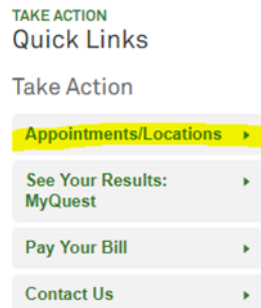 TAKE ACTION
Quick Links
Take Action
Appointments/Locations
See Your Results:
MyQuest
Pay Your Bill
Contact Us